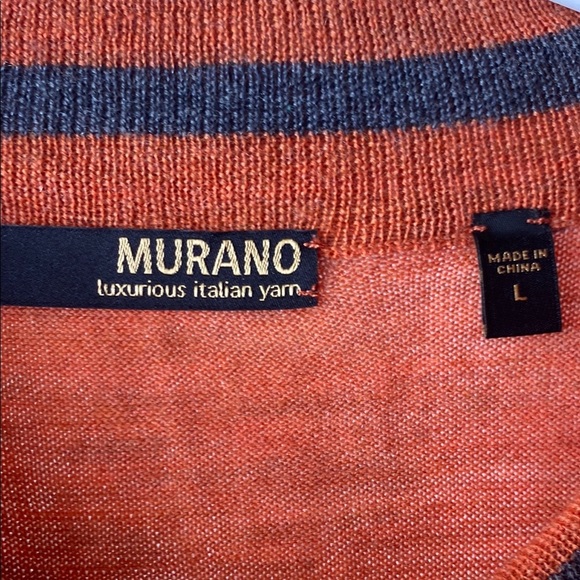 MURANO
luxurious italian yarn
MADE IN
CHINA
L